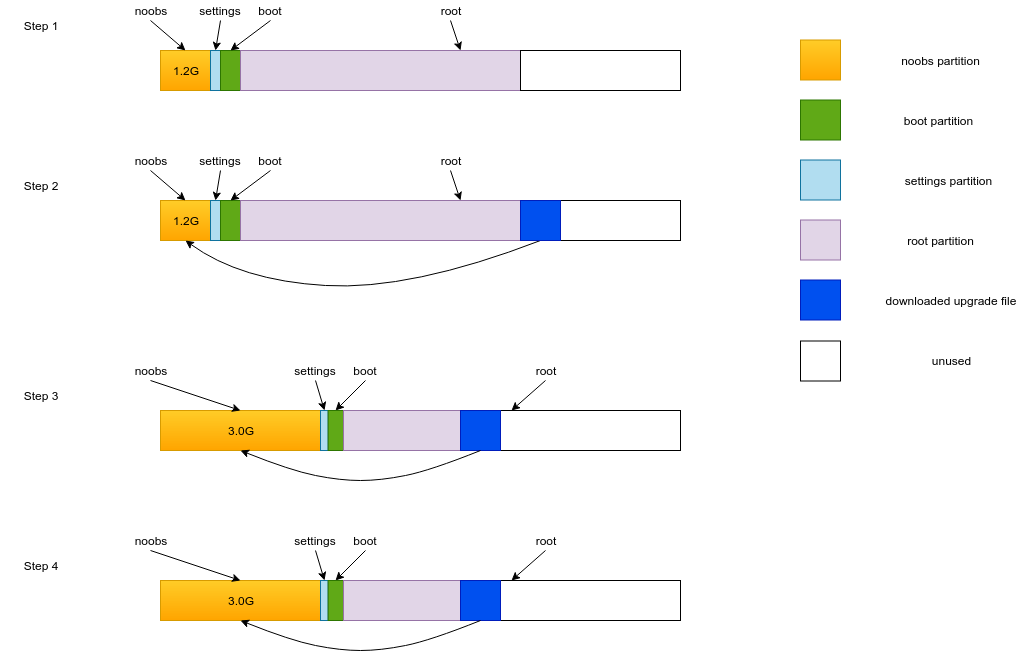 noobs settings boot root
Step 1
1.2G
noobs partition
boot partition
noobs settings boot root
Step 2
settings partition
1.2G
root partition
downloaded upgrade file
unused
noobs settings boot root
Step 3
3.0G
noobs settings boot root
Step 4
3.0G